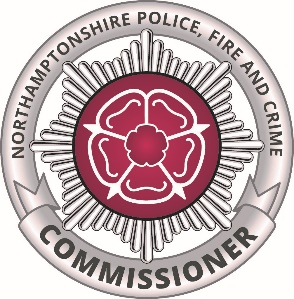 NORTHAMPTONSHIRE POLICE, FIRE AND CRIME
COMMISSIONER